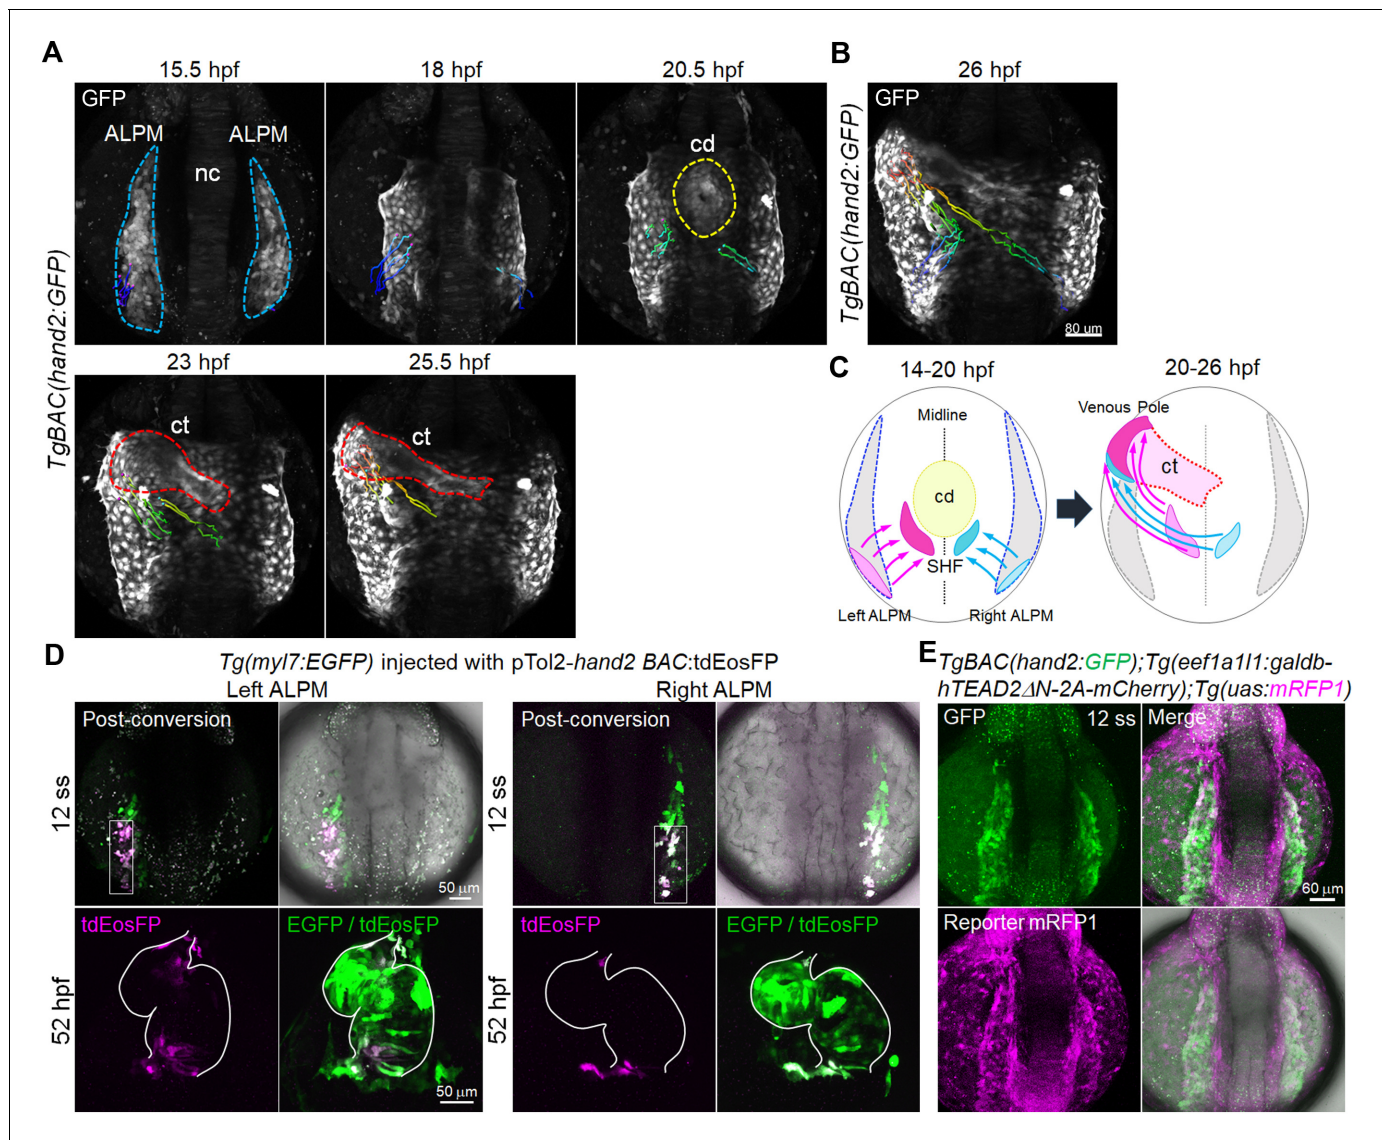 A
15.5 hpf
18 hpf
20.5 hpf
B
26 hpf
TgBAC(hand2:GFP)
GFP
ALPM
ALPM
nc
cd
TgBAC(hand2:GFP)
GFP
80 um
23 hpf
25.5 hpf
ct
ct
C
14-20 hpf
20-26 hpf
Midline
Venous Pole
cd
ct
SHF
Left ALPM
Right ALPM
D
Tg(myl7:EGFP) injected with pTol2-hand2 BAC:tdEosFP
Left ALPM
Right ALPM
12 ss
Post-conversion
50 µm
Post-conversion
52 hpf
tdEosFP
EGFP / tdEosFP
50 µm
12 ss
52 hpf
tdEosFP
EGFP / tdEosFP
E
TgBAC(hand2:GFP);Tg(eef1a1l1:galdb-
hTEAD2ΔN-2A-mCherry);Tg(uas:mRFP1)
GFP
12 ss
Merge
60 µm
Reporter mRFP1